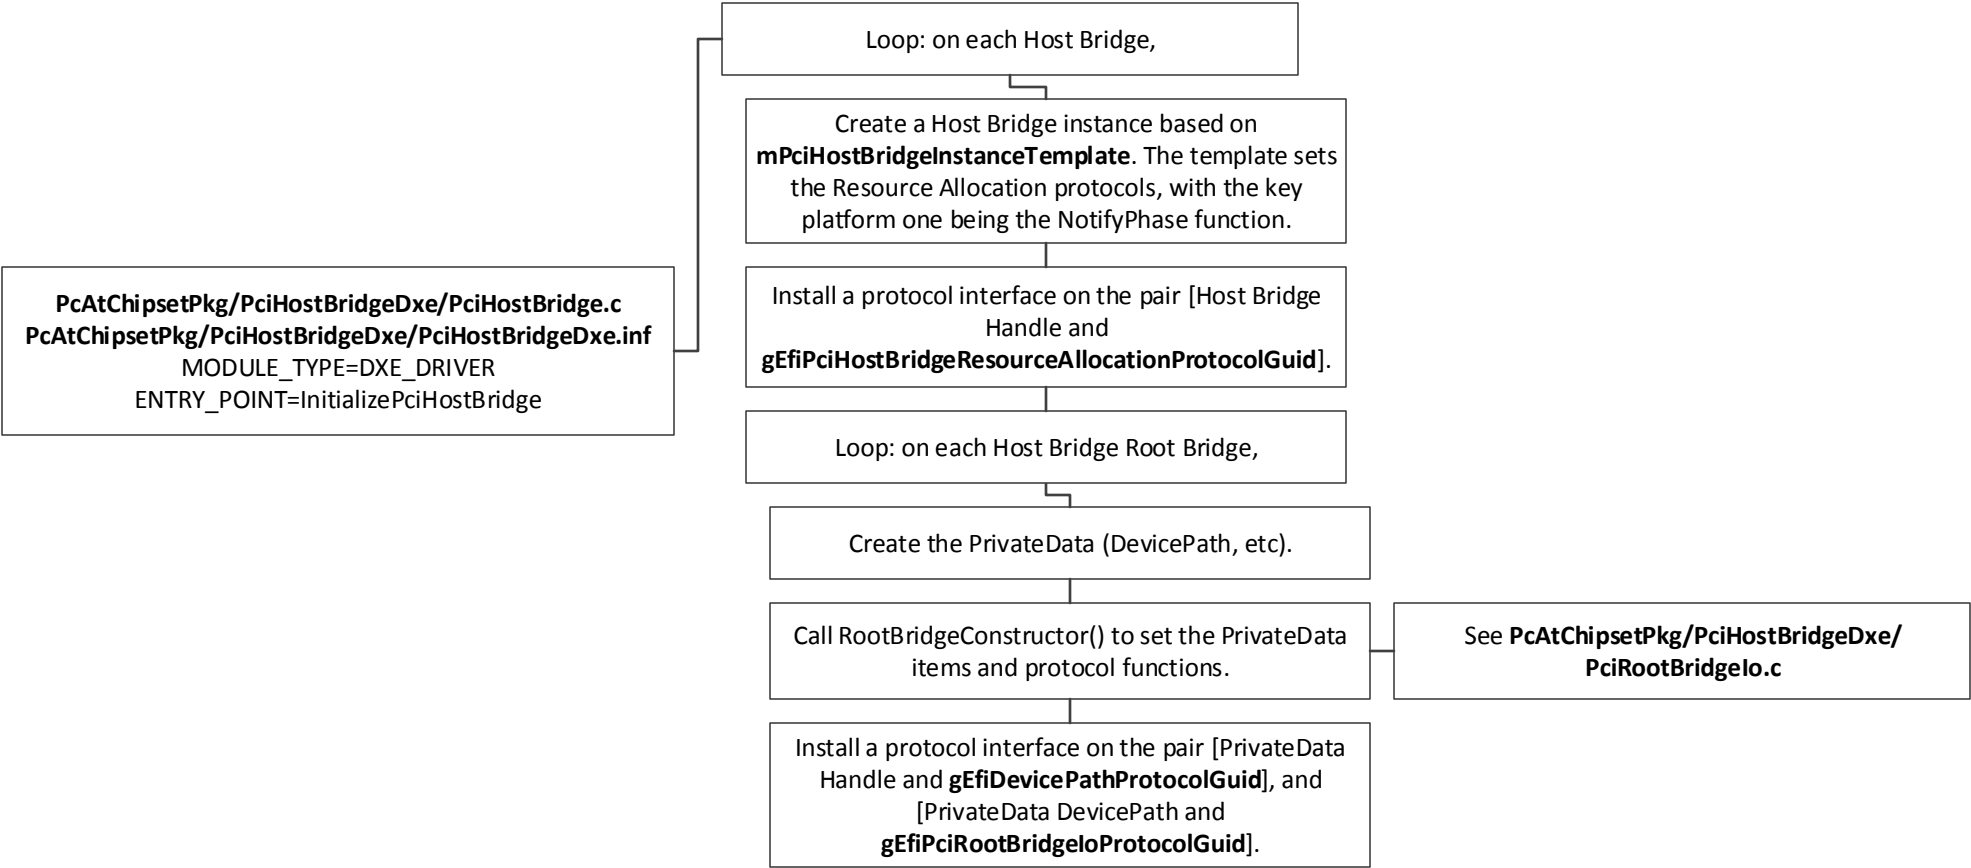 Loop: on each Host Bridge,
Create a Host Bridge instance based on
mPciHostBridgeInstanceTemplate. The template sets
the Resource Allocation protocols, with the key
platform one being the NotifyPhase function.
PcAtChipsetPkg/PciHostBridgeDxe/PciHostBridge.c
PcAtChipsetPkg/PciHostBridgeDxe/PciHostBridgeDxe.inf
MODULE_TYPE=DXE_DRIVER
ENTRY_POINT=InitializePciHostBridge
Install a protocol interface on the pair [Host Bridge
Handle and
gEfiPciHostBridgeResourceAllocationProtocolGuid].
Loop: on each Host Bridge Root Bridge,
Create the PrivateData (DevicePath, etc).
Call RootBridgeConstructor() to set the PrivateData
items and protocol functions.
See PcAtChipsetPkg/PciHostBridgeDxe/
PciRootBridgeIo.c
Install a protocol interface on the pair [PrivateData
Handle and gEfiDevicePathProtocolGuid], and
[PrivateData DevicePath and
gEfiPciRootBridgeIoProtocolGuid].